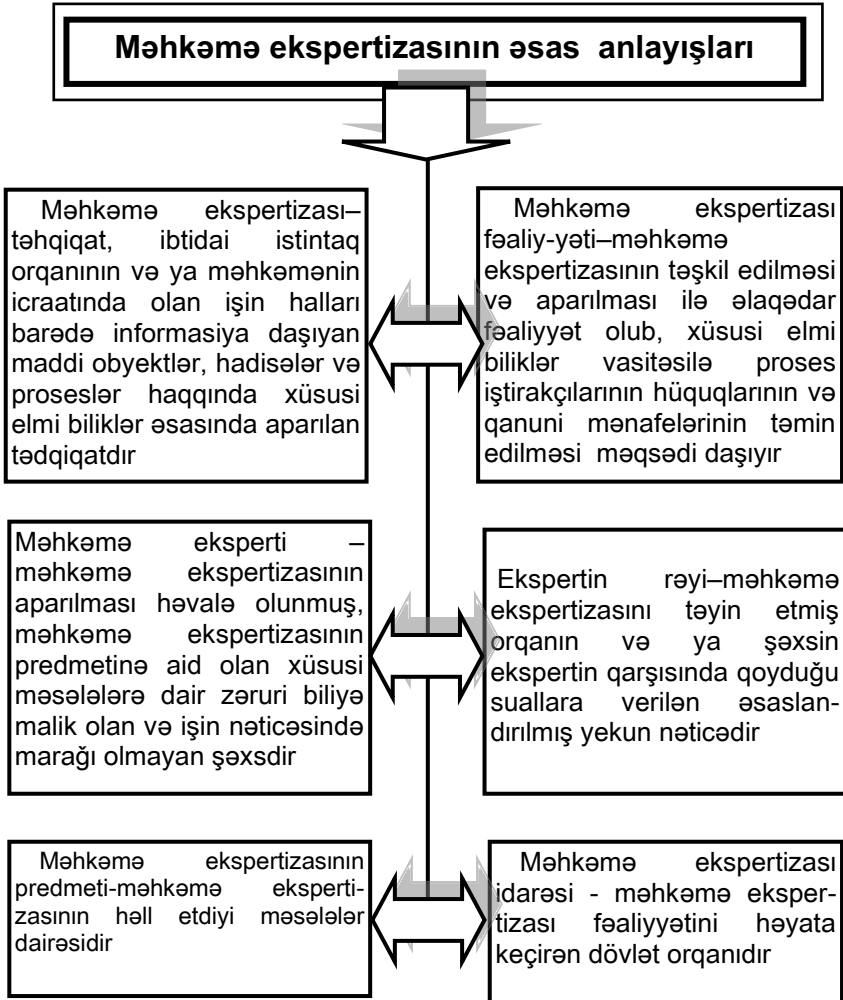 Məhkəmə ekspertizasının əsas anlayışları
Məhkəmə ekspertizası–
təhqiqat, ibtidai istintaq
orqanının və ya məhkəmənin
icraatında olan işin halları
barədə informasiya daşıyan
maddi obyektlər, hadisələr və
proseslər haqqında xüsusi
elmi biliklər əsasında aparılan
tədqiqatdır
Məhkəmə ekspertizası
fəaliy-yəti–məhkəmə
ekspertizasının təşkil edilməsi
və aparılması ilə əlaqədar
fəaliyyət olub, xüsusi elmi
biliklər vasitəsilə proses
iştirakçılarının hüquqlarının və
qanuni mənafelərinin təmin
edilməsi məqsədi daşıyır
Məhkəmə eksperti –
məhkəmə ekspertizasının
aparılması həvalə olunmuş,
məhkəmə ekspertizasının
predmetinə aid olan xüsusi
məsələlərə dair zəruri biliyə
malik olan və işin nəticəsində
marağı olmayan şəxsdir
Ekspertin rəyi–məhkəmə
ekspertizasını təyin etmiş
orqanın və ya şəxsin
ekspertin qarşısında qoyduğu
suallara verilən əsaslan-
dırılmış yekun nəticədir
Məhkəmə ekspertizasının
predmeti-məhkəmə eksperti-
zasının həll etdiyi məsələlər
dairəsidir
Məhkəmə ekspertizası
idarəsi - məhkəmə eksper-
tizası fəaliyyətini həyata
keçirən dövlət orqanıdır